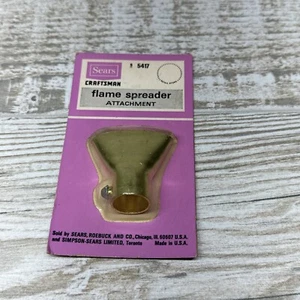 Sears
5417
CRAFTSMAN
flame spreader
ATTACHMENT
Sold by SEARS, ROEBUCK AND CO., Chicago, Ill. 60607 U.S.A.
and SIMPSON-SEARS LIMITED, Toronto Made in U.S.A.